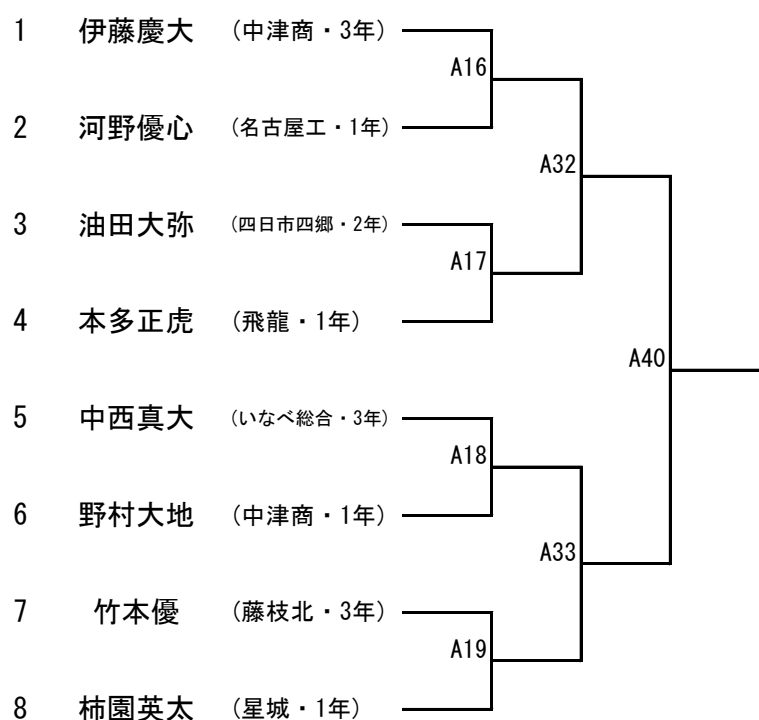 1 伊藤慶大 (中津商・3年)
A16
2 河野優心 (名古屋工・1年)
A32
3 油田大弥 (四日市四郷・2年)
A17
4 本多正虎 (飛龍・1年)
A40
5 中西真大 (いなべ総合・3年)
A18
6 野村大地 (中津商・1年)
A33
7 竹本優 (藤枝北・3年)
A19
8 柿園英太 (星城・1年)